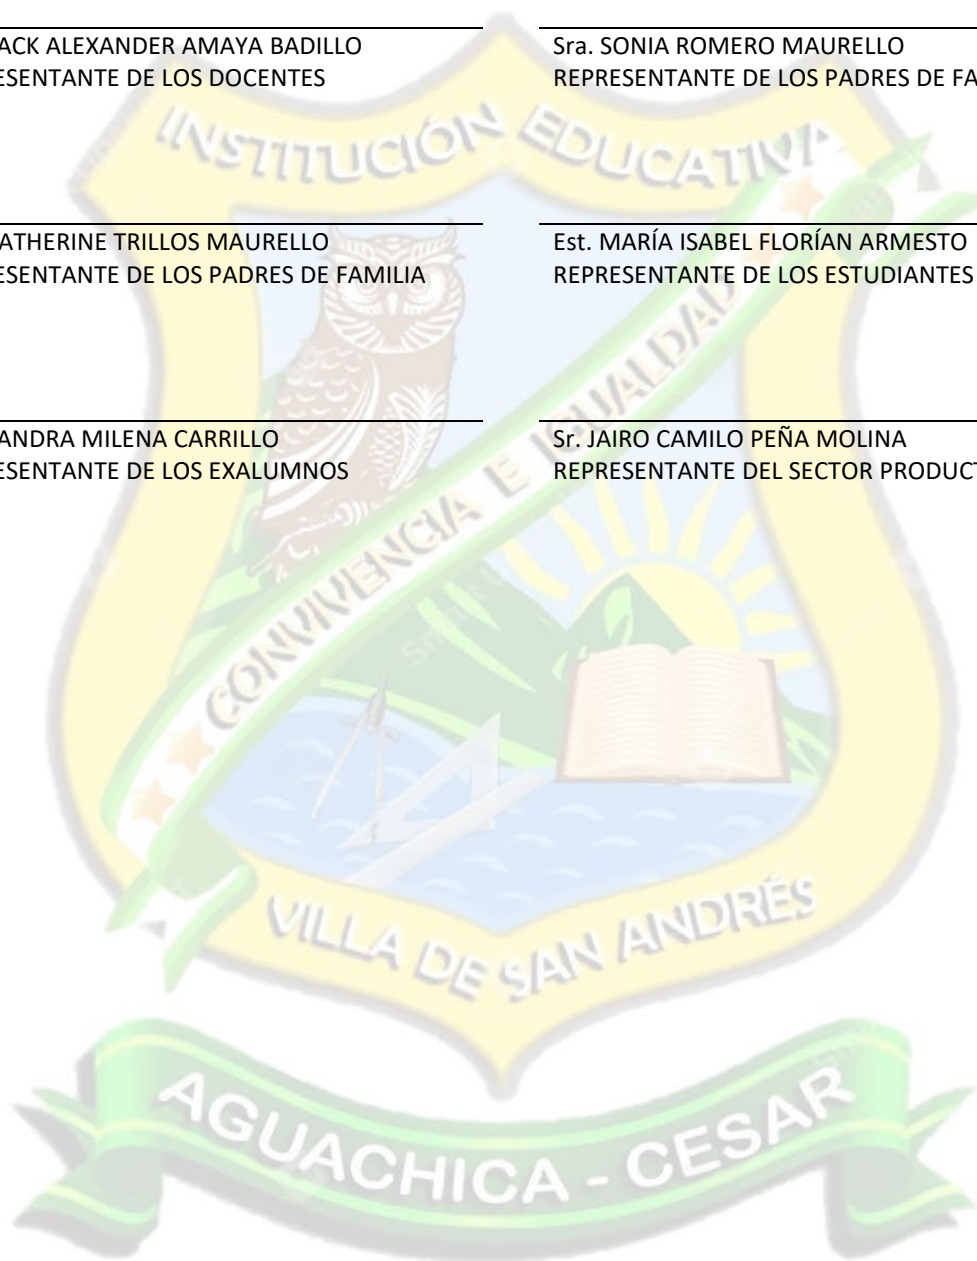 ACK ALEXANDER AMAYA BADILLO
ESENTANTE DE LOS DOCENTES
Sra. SONIA ROMERO MAURELLO
REPRESENTANTE DE LOS PADRES DE FA
INSTITUCIÓN EDUCATIVA
ATHERINE TRILLOS MAURELLO
ESENTANTE DE LOS PADRES DE FAMILIA
Est. MARÍA ISABEL FLORÍAN ARMESTO
REPRESENTANTE DE LOS ESTUDIANTES
ANDRA MILENA CARRILLO
ESENTANTE DE LOS EXALUMNOS
Sr. JAIRO CAMILO PEÑA MOLINA
REPRESENTANTE DEL SECTOR PRODUCT
CONVIVENCIA E IGUALDAD
VILLA DE SAN ANDRÉS
AGUACHICA - CESAR